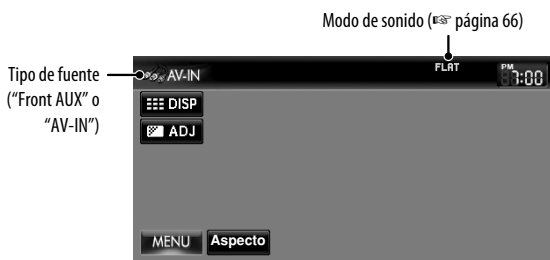 Modo de sonido (☞ página 66)
Tipo de fuente
("Front AUX" o
"AV-IN")
AV-IN
FLAT
PM
7:00
DISP
ADJ
MENU
Aspecto